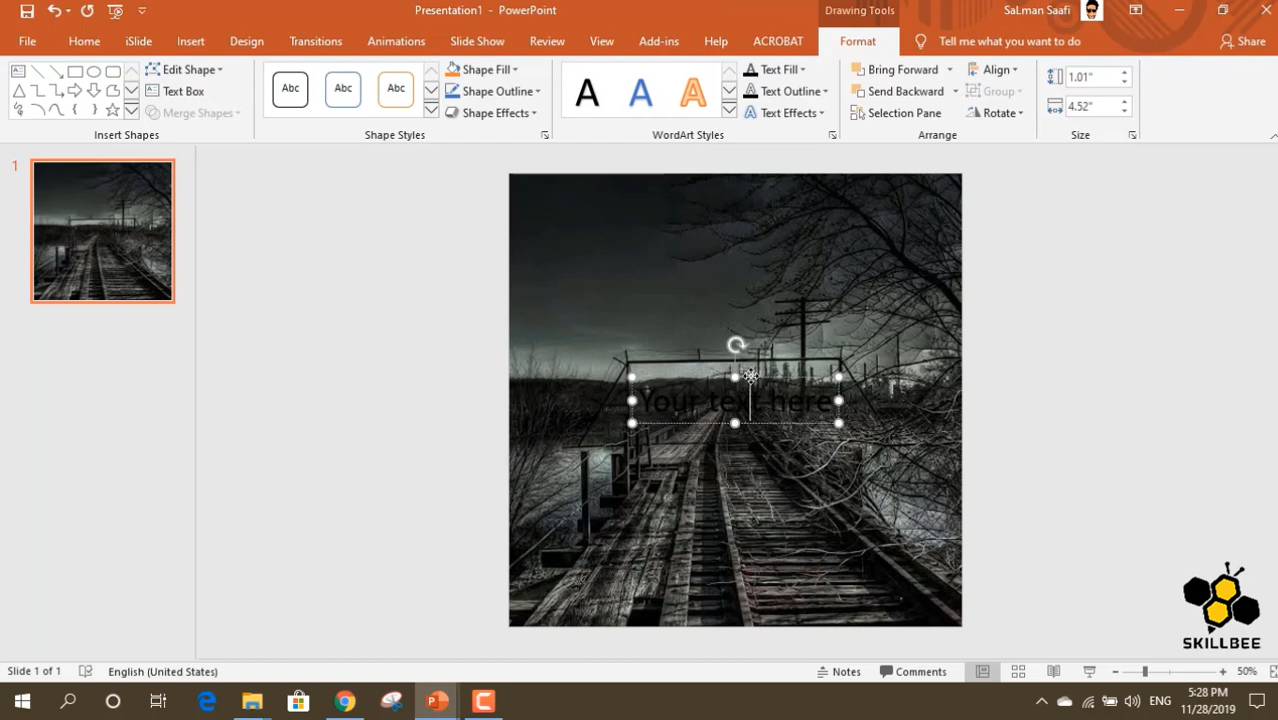 Presentation1 - PowerPoint
Drawing Tools
SaLman Saafi
File
Home
iSlide
Insert
Design
Transitions
Animations
Slide Show
Review
View
Add-ins
Help
ACROBAT
Format
Tell me what you want to do
Share
Edit Shape
Text Box
Merge Shapes
Insert Shapes
Abc
Abc
Abc
Shape Fill
Shape Outline
Shape Effects
Shape Styles
A
A
A
Text Fill
Text Outline
Text Effects
WordArt Styles
Bring Forward
Send Backward
Selection Pane
Align
Group
Rotate
Arrange
1.01"
4.52"
Size
1
Your text here
SKILLBEE
Slide 1 of 1
English (United States)
Notes
Comments
50%
ENG
5:28 PM
11/28/2019